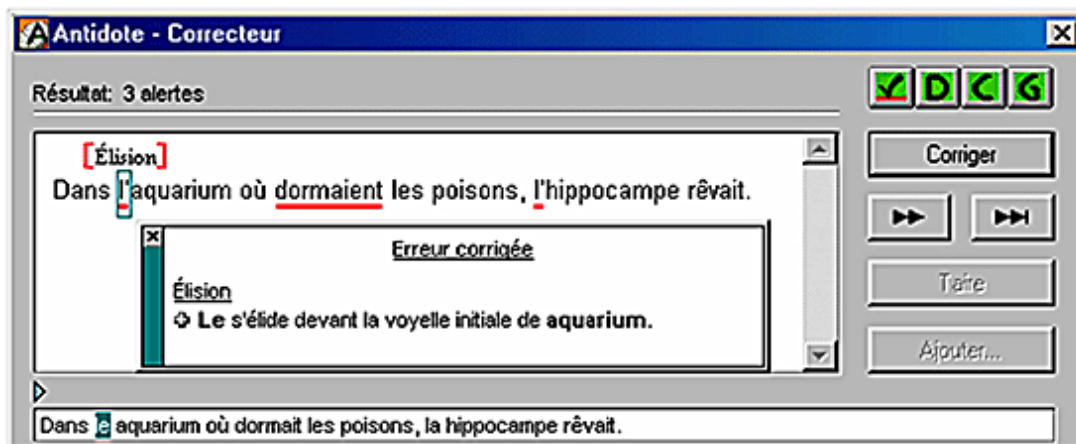 Antidote - Correcteur
Résultat: 3 alertes
D C G
[Élision]
Dans l'aquarium où dormaient les poisons, l'hippocampe rêvait.
Corriger
Erreur corrigée
Élision
Le s'élide devant la voyelle initiale de aquarium.
Taire
Ajouter...
Dans le aquarium où dormait les poisons, la hippocampe rêvait.